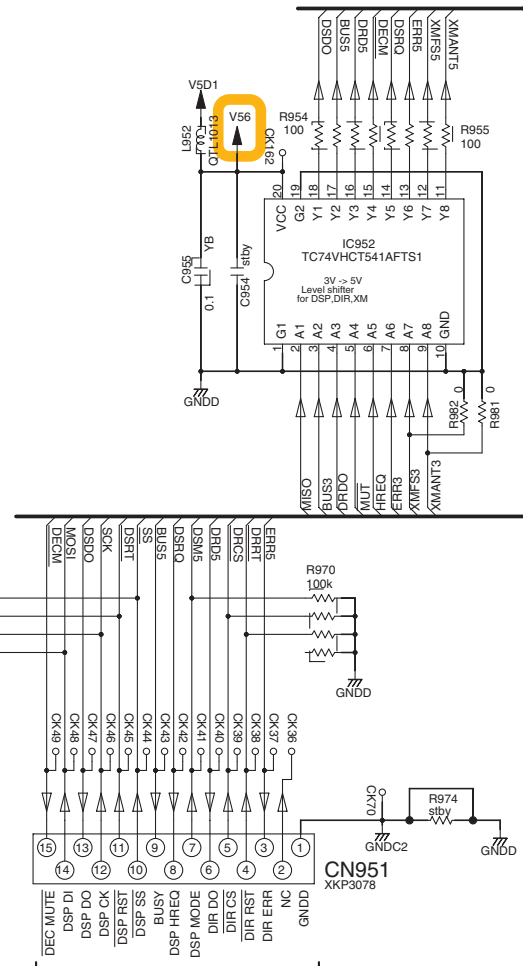 DSDO
BUS5
DRD5
DECM
DSRQ
ERR5
XMFS5
XMANT5
V5D1
V56
L952
QTL1013
CK162
R954
100
R955
100
20
19
18
17
16
15
14
13
12
11
VCC
G2
Y1
Y2
Y3
Y4
Y5
Y6
Y7
Y8
IC952
TC74VHCT541AFTS1
3V -> 5V
Level shifter
for DSP,DIR,XM
C955
YB
0.1
C954
stby
G1
A1
A2
A3
A4
A5
A6
A7
A8
GND
1
2
3
4
5
6
7
8
9
10
GNDD
R982
0
R981
0
MISO
BUS3
DRDO
MUT
HREQ
ERR3
XMFS3
XMANT3
DECM
MOSI
DSDO
SCK
DSRT
SS
BUS5
DSRQ
DSM5
DRD5
DRCS
DRRT
ERR5
R970
100k
GNDD
CK49
CK48
CK47
CK46
CK45
CK44
CK43
CK42
CK41
CK40
CK39
CK38
CK37
CK36
CK70
R974
stby
GNDC2
GNDD
15
14
13
12
11
10
9
8
7
6
5
4
3
2
1
CN951
XKP3078
DEC MUTE
DSP DI
DSP DO
DSP CK
DSP RST
DSP SS
BUSY
DSP HREQ
DSP MODE
DIR DO
DIR CS
DIR RST
DIR ERR
NC
GNDD